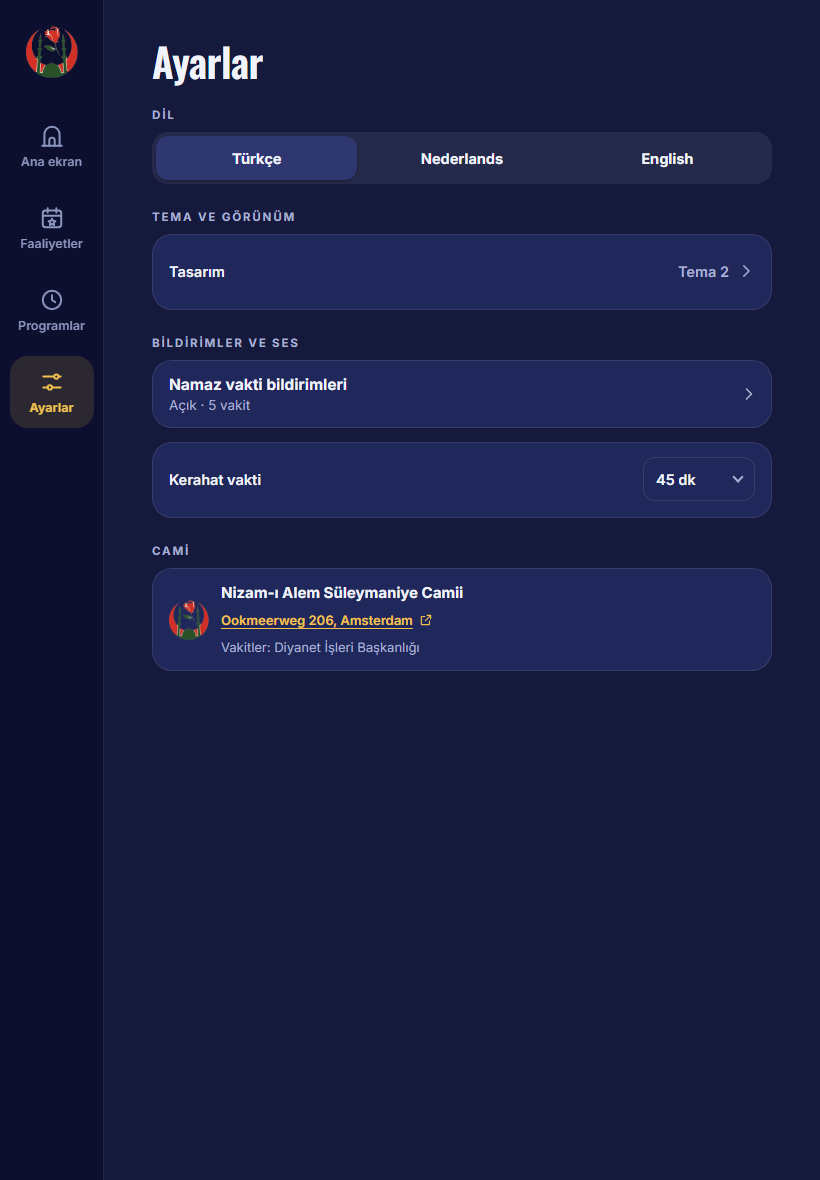 Ayarlar
DİL
Türkçe
Nederlands
English
TEMA VE GÖRÜNÜM
Tasarım
Tema 2
BİLDİRİMLER VE SES
Namaz vakti bildirimleri
Açık · 5 vakit
Kerahat vakti
45 dk
CAMİ
Nizam-ı Alem Süleymaniye Camii
Ookmeerweg 206, Amsterdam
Vakitler: Diyanet İşleri Başkanlığı
Ana ekran
Faaliyetler
Programlar
Ayarlar